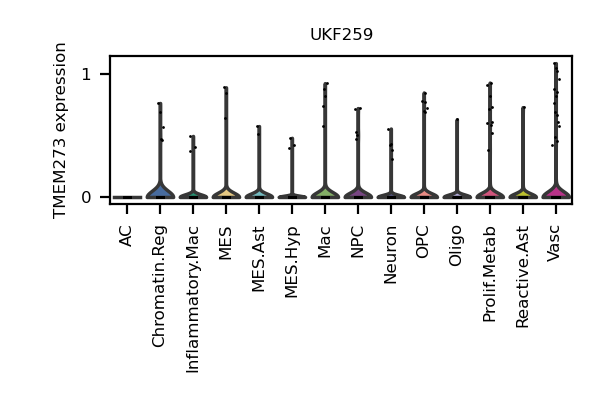 UKF259
TMEM273 expression
1
0
AC
Chromatin.Reg
Inflammatory.Mac
MES
MES.Ast
MES.Hyp
Mac
NPC
Neuron
OPC
Oligo
Prolif.Metab
Reactive.Ast
Vasc